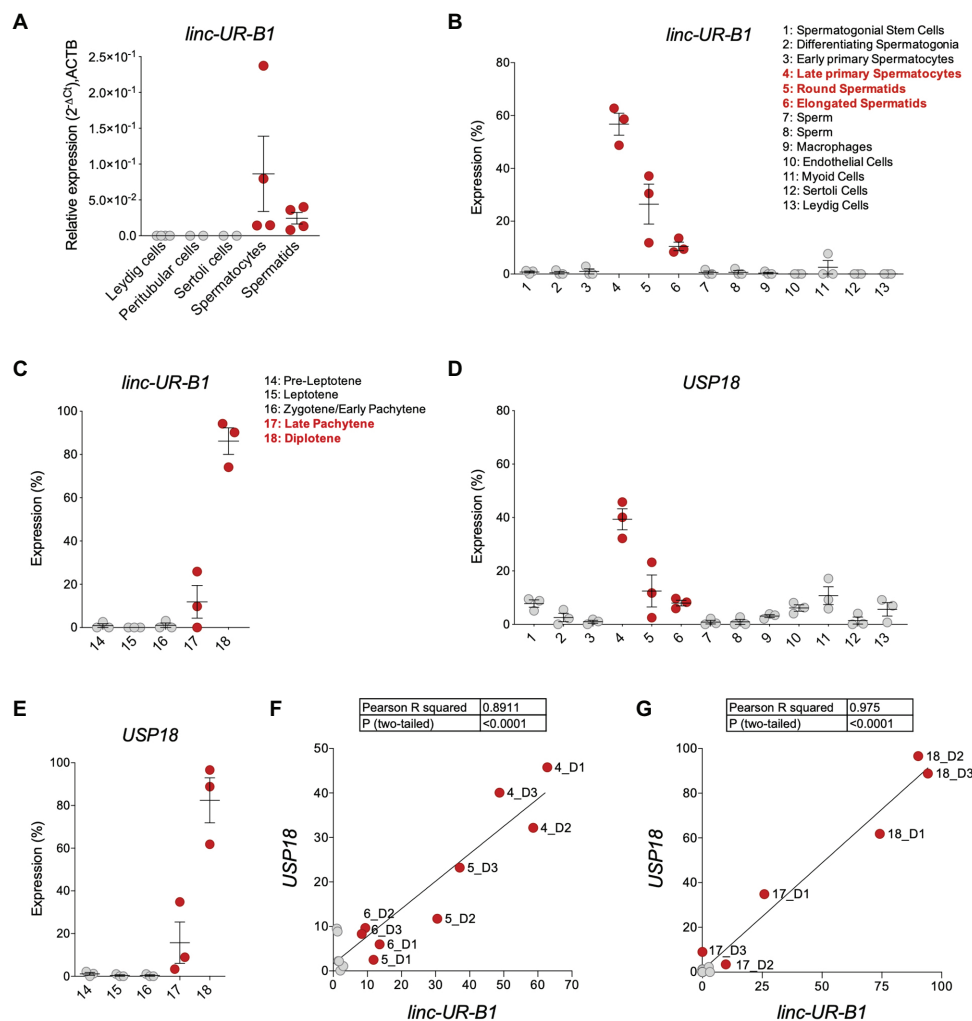 A
linc-UR-B1
Relative expression (2-ΔCt),ACTB
2.5×10-1
2.0×10-1
1.5×10-1
1.0×10-1
5.0×10-2
0.0
Leydig cells
Peritubular cells
Sertoli cells
Spermatocytes
Spermatids
B
linc-UR-B1
Expression (%)
80
60
40
20
0
1 2 3 4 5 6 7 8 9 10 11 12 13
1: Spermatogonial Stem Cells
2: Differentiating Spermatogonia
3: Early primary Spermatocytes
4: Late primary Spermatocytes
5: Round Spermatids
6: Elongated Spermatids
7: Sperm
8: Sperm
9: Macrophages
10: Endothelial Cells
11: Myoid Cells
12: Sertoli Cells
13: Leydig Cells
C
linc-UR-B1
Expression (%)
100
80
60
40
20
0
14 15 16 17 18
14: Pre-Leptotene
15: Leptotene
16: Zygotene/Early Pachytene
17: Late Pachytene
18: Diplotene
D
USP18
Expression (%)
80
60
40
20
0
1 2 3 4 5 6 7 8 9 10 11 12 13
E
USP18
Expression (%)
100
80
60
40
20
0
14 15 16 17 18
F
Pearson R squared 0.8911
P (two-tailed) <0.0001
USP18
50
40
30
20
10
0
4_D1
4_D3
4_D2
5_D3
5_D2
6_D2
6_D3
6_D1
5_D1
0 10 20 30 40 50 60 70
linc-UR-B1
G
Pearson R squared 0.975
P (two-tailed) <0.0001
USP18
100
80
60
40
20
0
18_D2
18_D3
18_D1
17_D1
17_D3
17_D2
0 25 50 75 100
linc-UR-B1